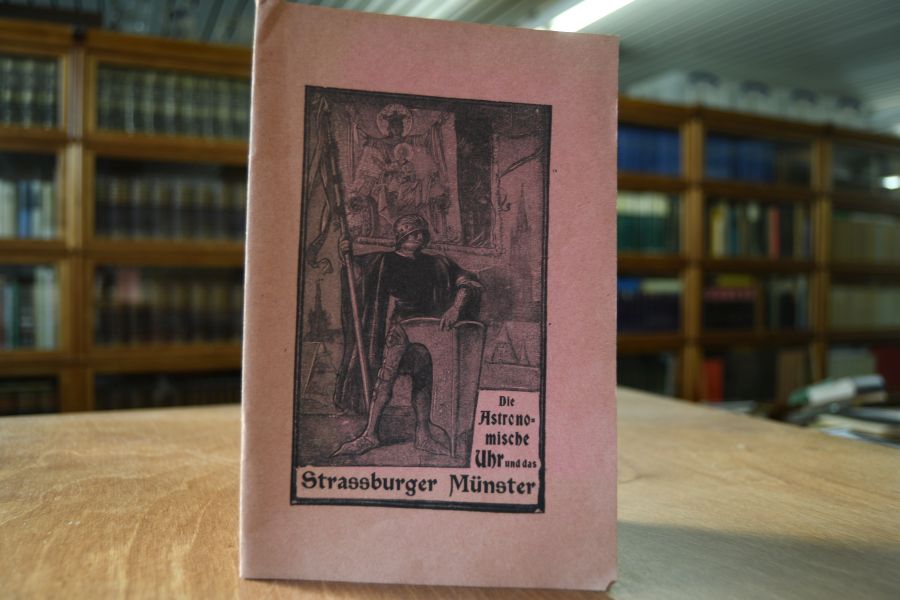 Die
Astrono=
mische
Uhr und das
Strassburger Münster